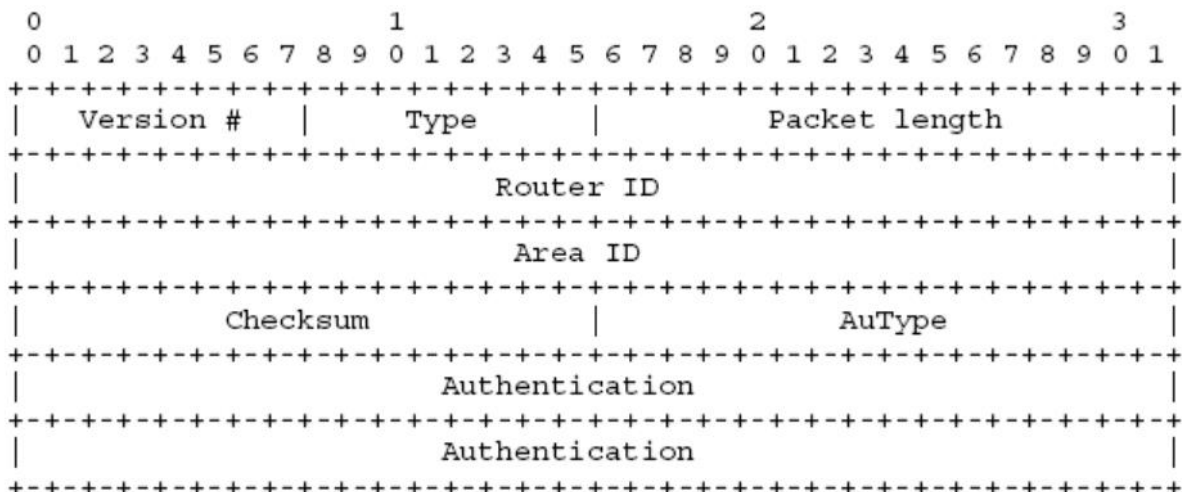 0 1 2 3
0 1 2 3 4 5 6 7 8 9 0 1 2 3 4 5 6 7 8 9 0 1 2 3 4 5 6 7 8 9 0 1
+-+-+-+-+-+-+-+-+-+-+-+-+-+-+-+-+-+-+-+-+-+-+-+-+-+-+-+-+-+-+-+-+
| Version # | Type | Packet length |
+-+-+-+-+-+-+-+-+-+-+-+-+-+-+-+-+-+-+-+-+-+-+-+-+-+-+-+-+-+-+-+-+
| Router ID |
+-+-+-+-+-+-+-+-+-+-+-+-+-+-+-+-+-+-+-+-+-+-+-+-+-+-+-+-+-+-+-+-+
| Area ID |
+-+-+-+-+-+-+-+-+-+-+-+-+-+-+-+-+-+-+-+-+-+-+-+-+-+-+-+-+-+-+-+-+
| Checksum | AuType |
+-+-+-+-+-+-+-+-+-+-+-+-+-+-+-+-+-+-+-+-+-+-+-+-+-+-+-+-+-+-+-+-+
| Authentication |
+-+-+-+-+-+-+-+-+-+-+-+-+-+-+-+-+-+-+-+-+-+-+-+-+-+-+-+-+-+-+-+-+
| Authentication |
+-+-+-+-+-+-+-+-+-+-+-+-+-+-+-+-+-+-+-+-+-+-+-+-+-+-+-+-+-+-+-+-+